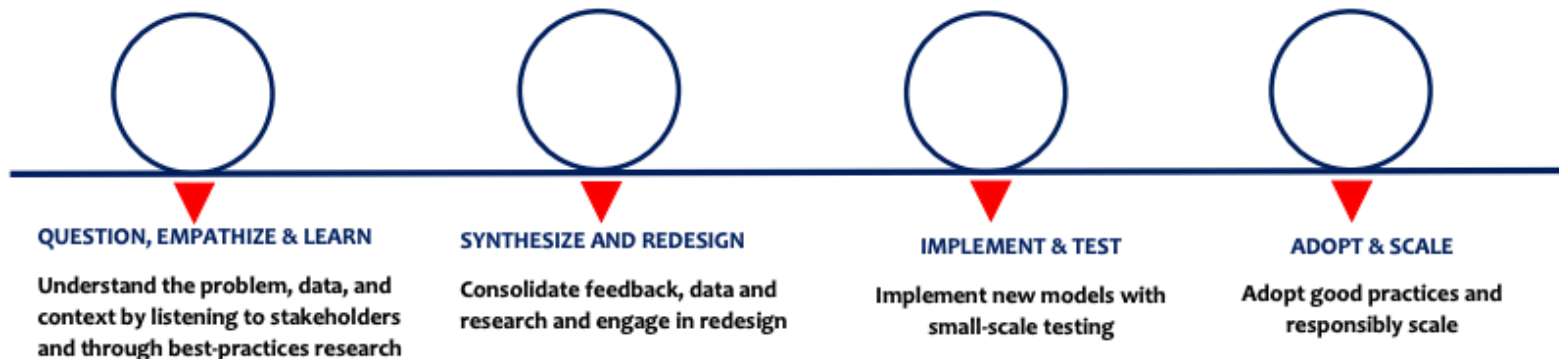 QUESTION, EMPATHIZE & LEARN
Understand the problem, data, and
context by listening to stakeholders
and through best-practices research
SYNTHESIZE AND REDESIGN
Consolidate feedback, data and
research and engage in redesign
IMPLEMENT & TEST
Implement new models with
small-scale testing
ADOPT & SCALE
Adopt good practices and
responsibly scale